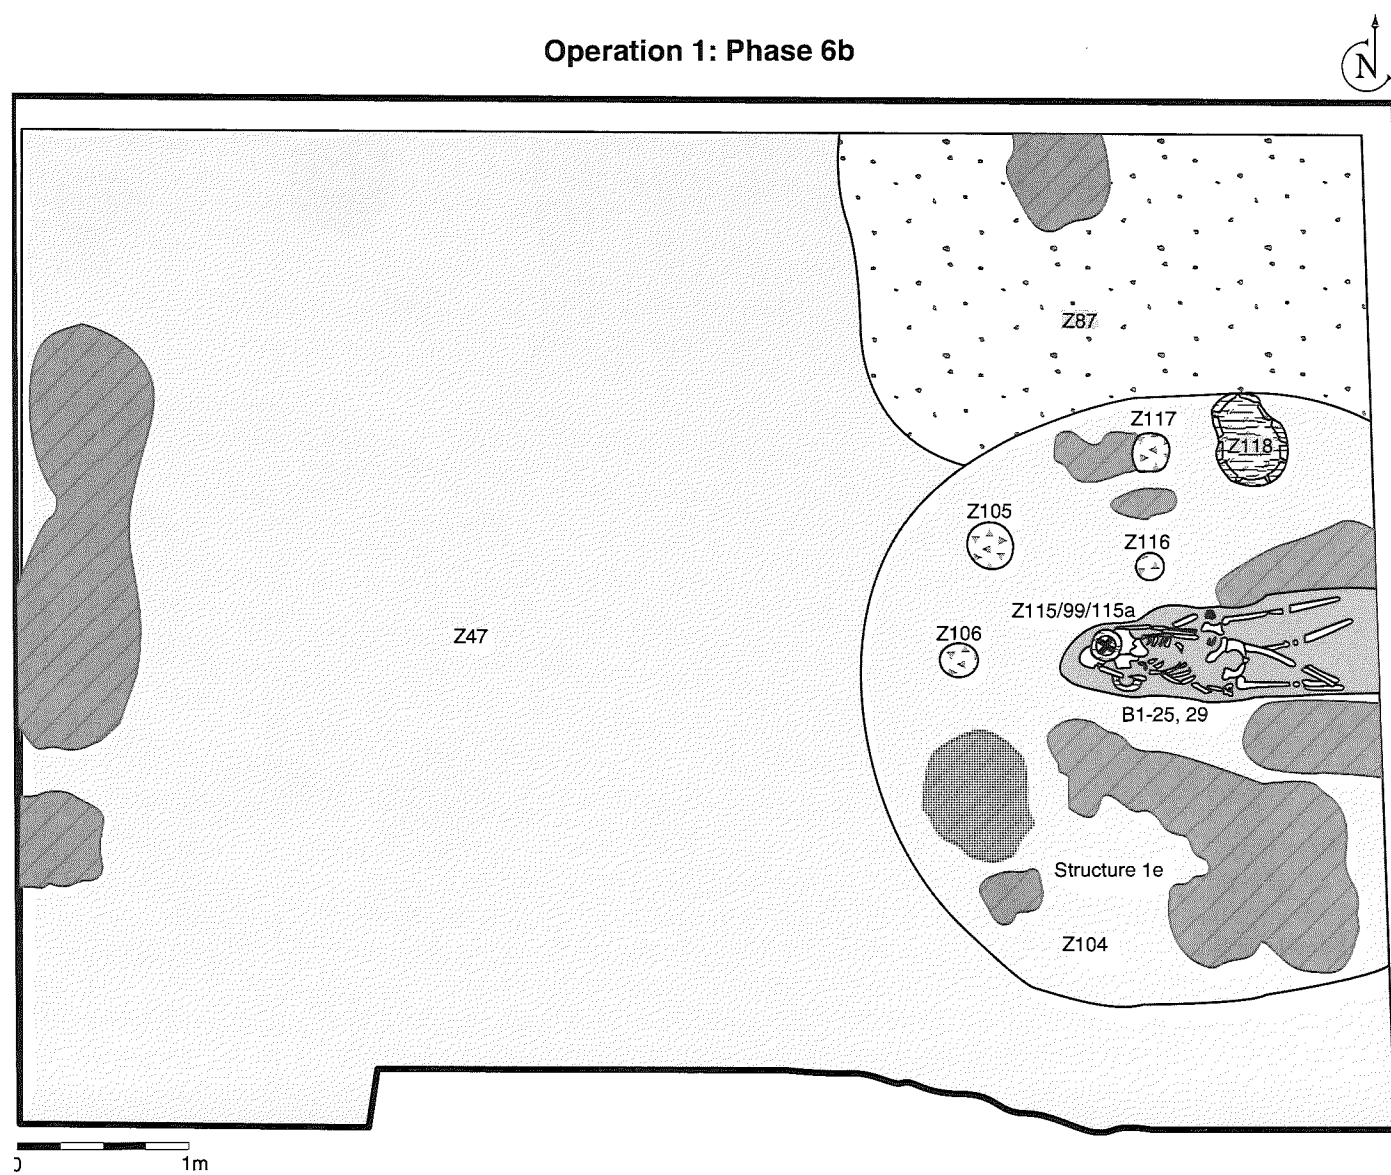 Operation 1: Phase 6b
N
Z87
Z117
Z118
Z105
Z116
Z115/99/115a
Z47
Z106
B1-25, 29
Structure 1e
Z104
0
1m